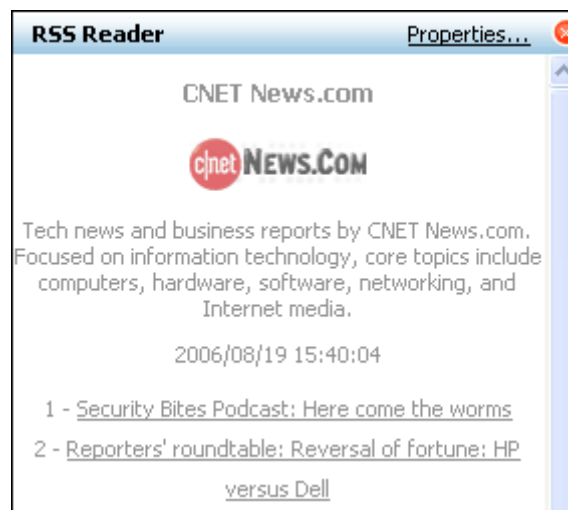 RSS Reader Properties...
CNET News.com
c|net NEWS.COM
Tech news and business reports by CNET News.com.
Focused on information technology, core topics include
computers, hardware, software, networking, and
Internet media.
2006/08/19 15:40:04
1 - Security Bites Podcast: Here come the worms
2 - Reporters' roundtable: Reversal of fortune: HP
versus Dell